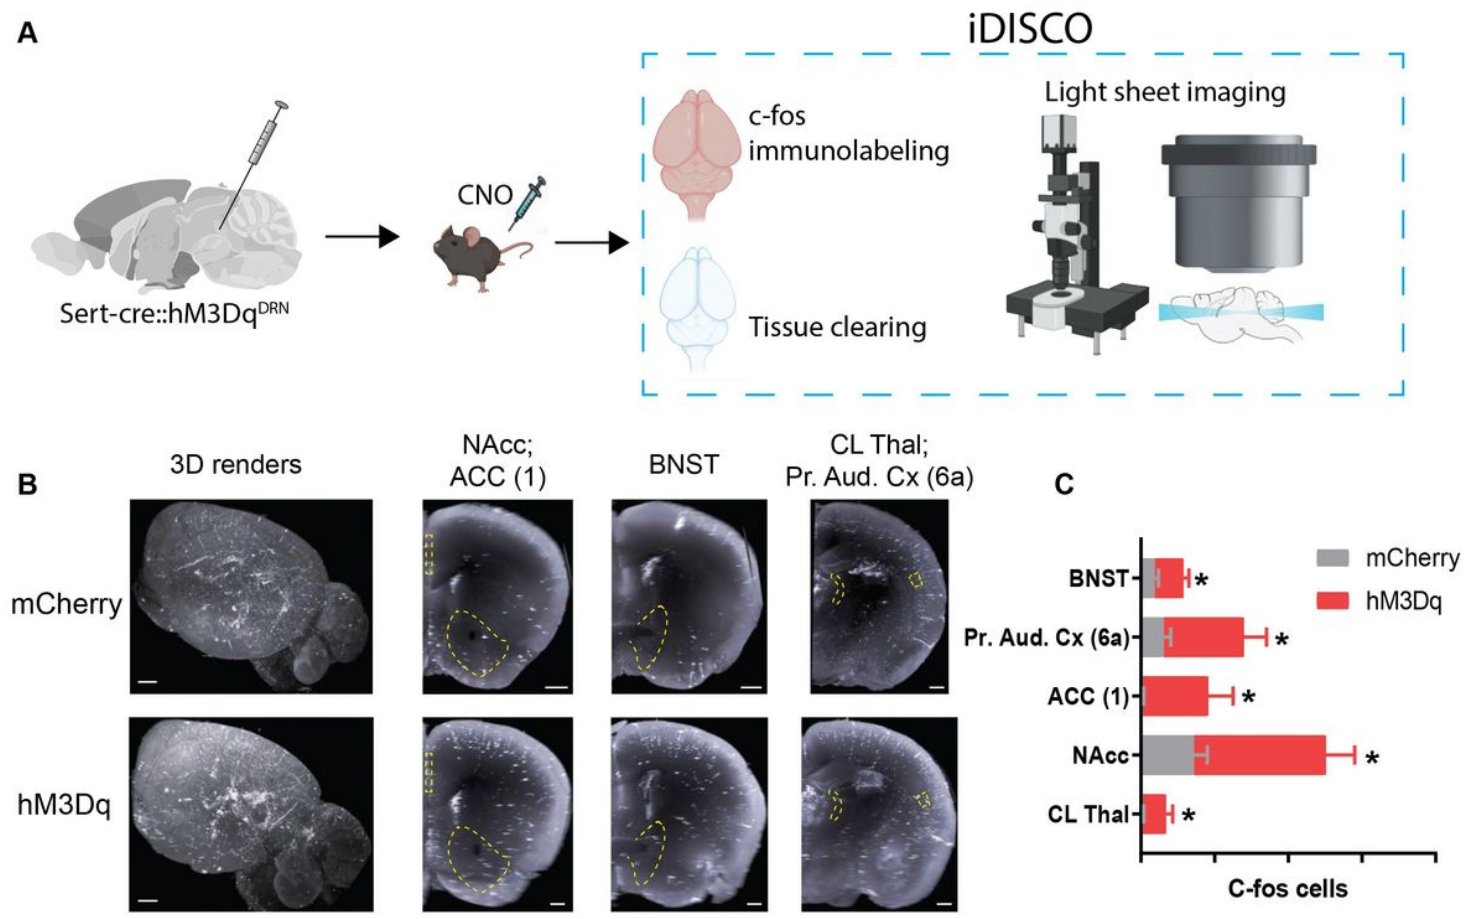 A
iDISCO
Light sheet imaging
c-fos
immunolabeling
CNO
Sert-cre::hM3Dq^DRN
Tissue clearing
B
3D renders
NAcc;
ACC (1)
BNST
CL Thal;
Pr. Aud. Cx (6a)
mCherry
hM3Dq
C
mCherry
hM3Dq
BNST
*
Pr. Aud. Cx (6a)
*
ACC (1)
*
NAcc
*
CL Thal
*
C-fos cells